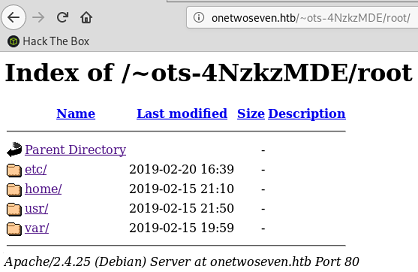 onetwoseven.htb/~ots-4NzkzMDE/root/
Hack The Box
Index of /~ots-4NzkzMDE/root
Name Last modified Size Description
Parent Directory -
etc/ 2019-02-20 16:39 -
home/ 2019-02-15 21:10 -
usr/ 2019-02-15 21:50 -
var/ 2019-02-15 19:59 -
Apache/2.4.25 (Debian) Server at onetwoseven.htb Port 80